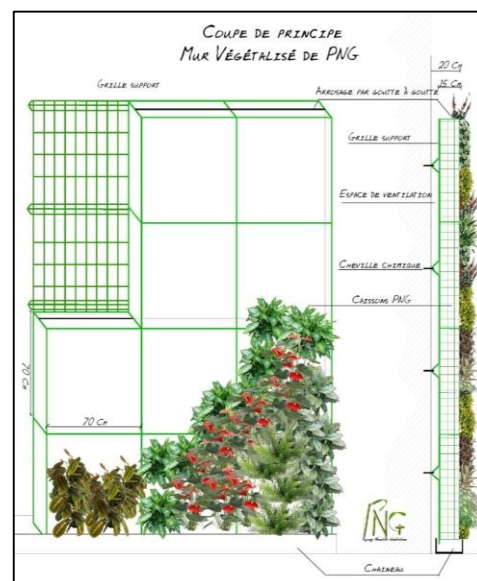 Coupe de principe
Mur Végétalisé de PNG
Grille support
20 Cm
15 Cm
Arrosage par goutte à goutte
Grille support
Espace de ventilation
Cheville chimique
Caissons PNG
70 Cm
70 Cm
PNG
Chaineau